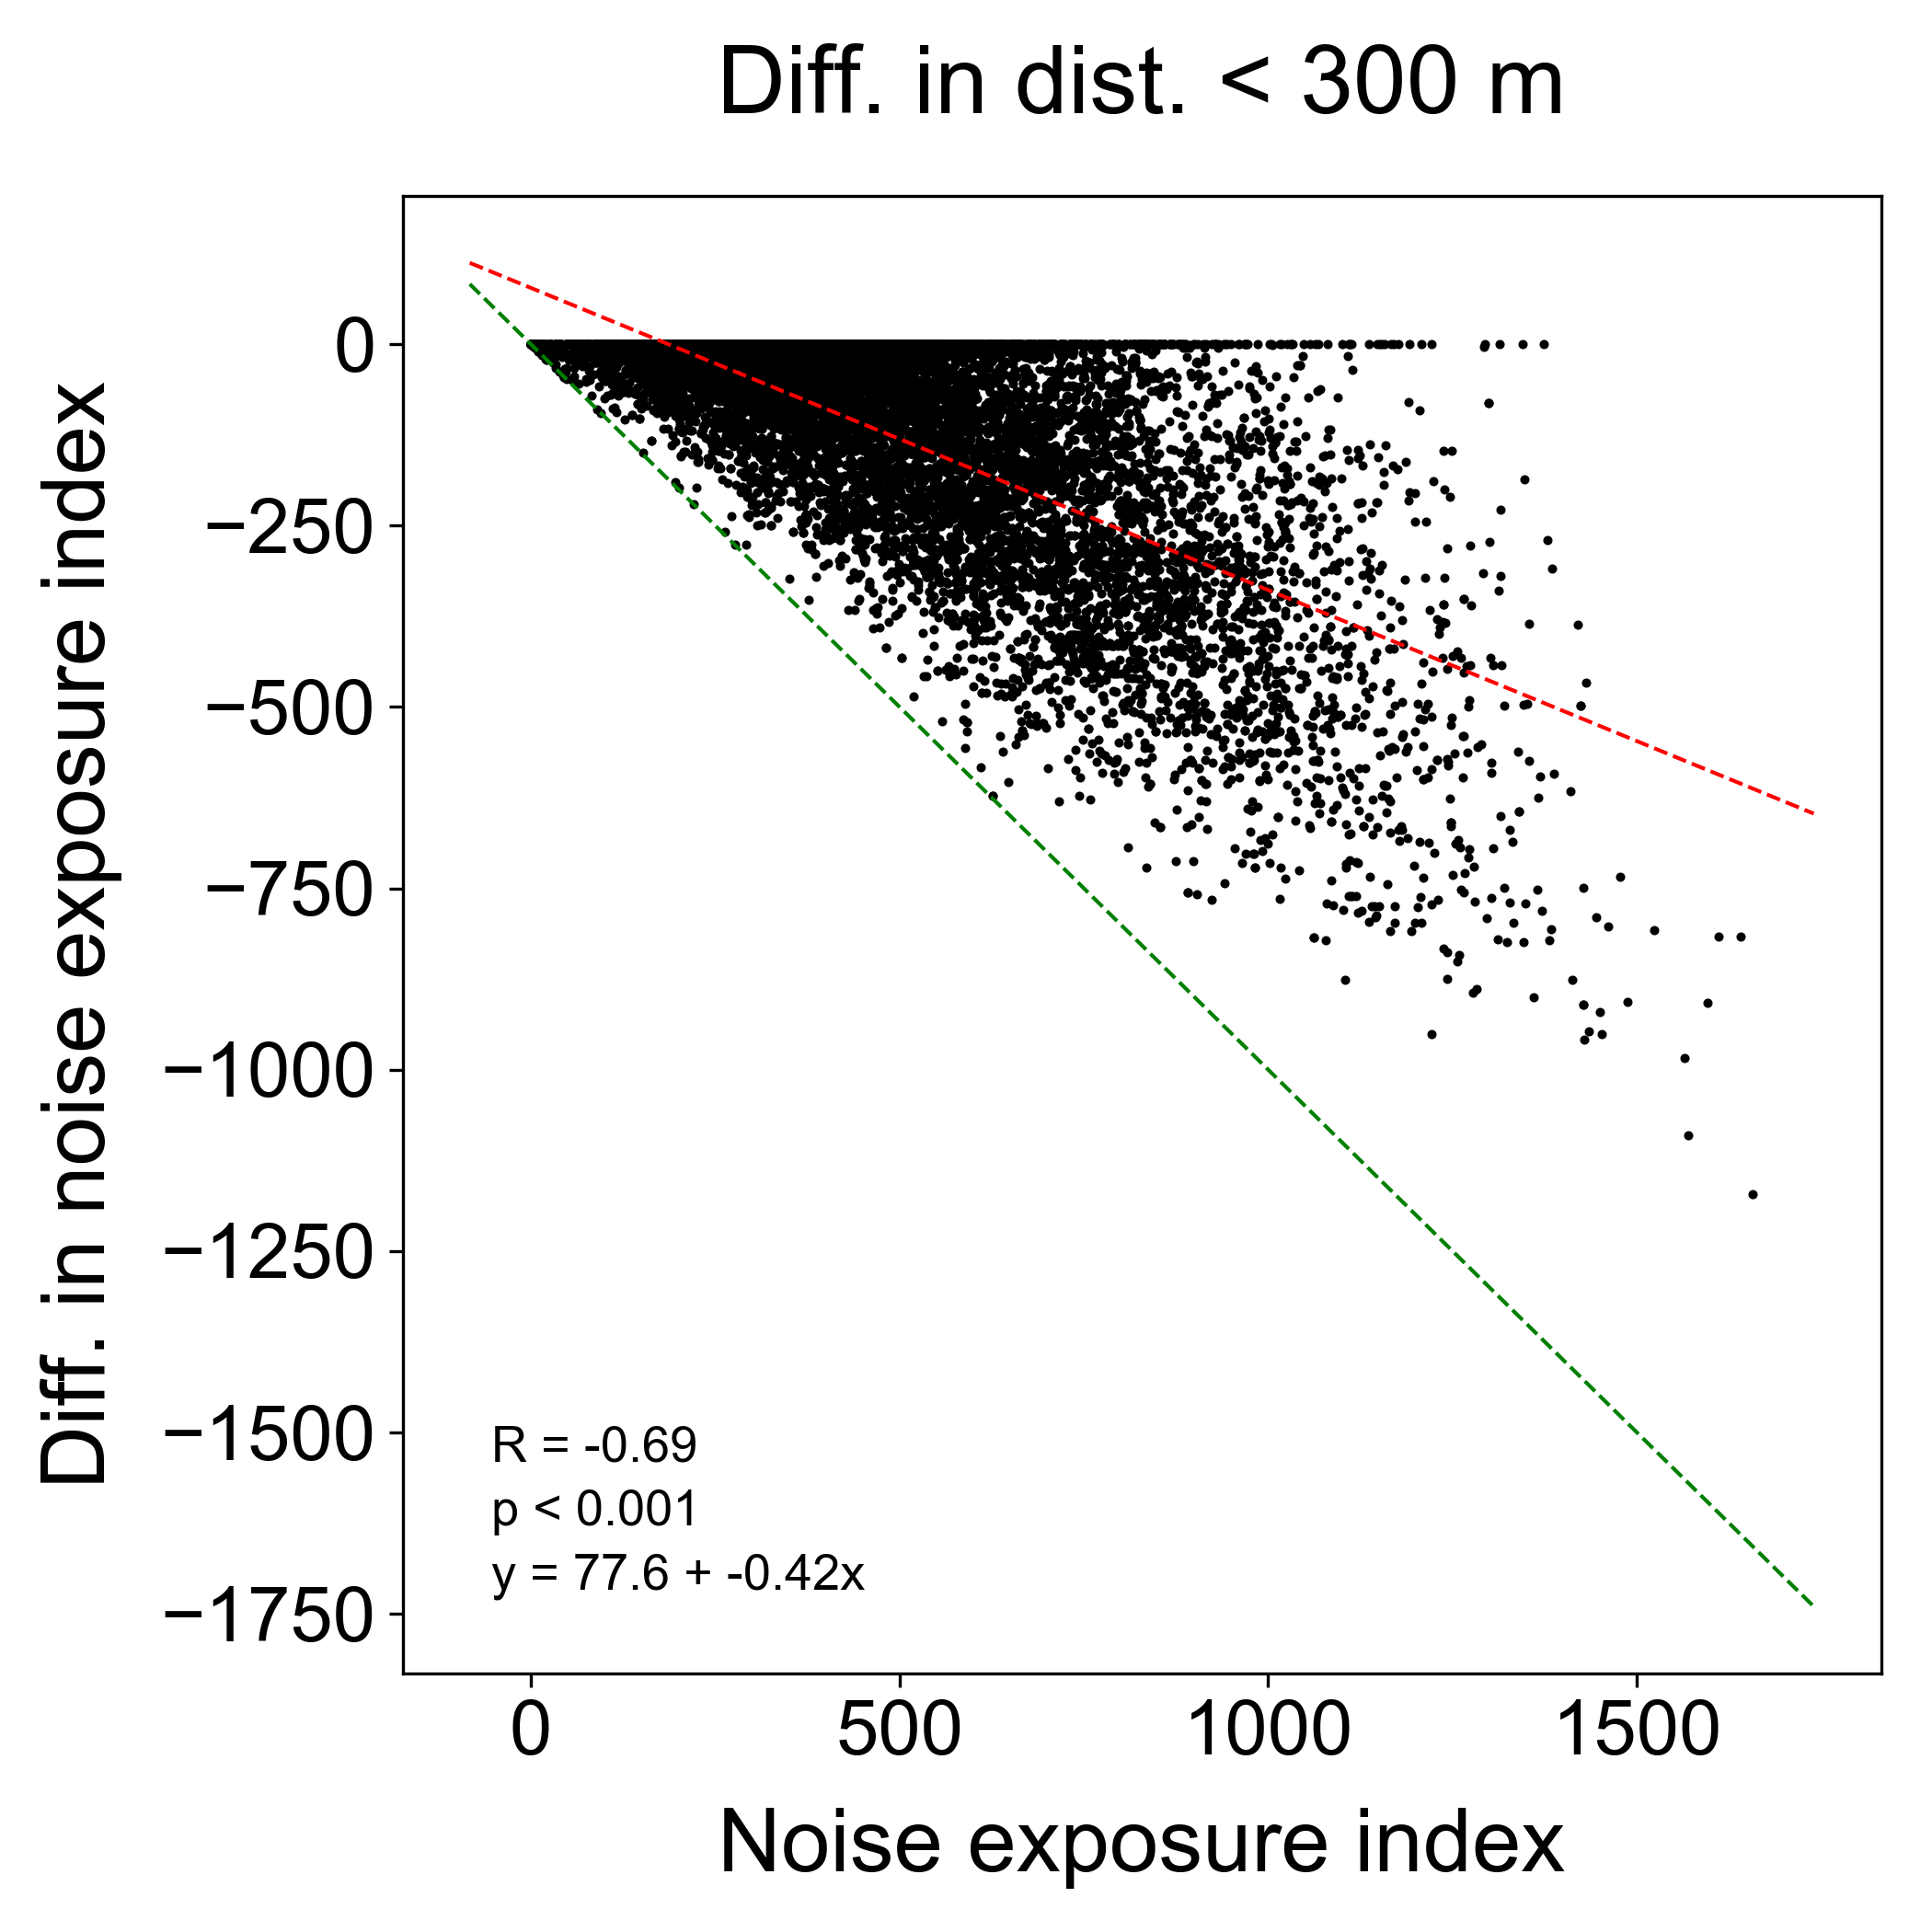 Diff. in dist. < 300 m
Diff. in noise exposure index
0
−250
−500
−750
−1000
−1250
−1500
−1750
R = -0.69
p < 0.001
y = 77.6 + -0.42x
0 500 1000 1500
Noise exposure index